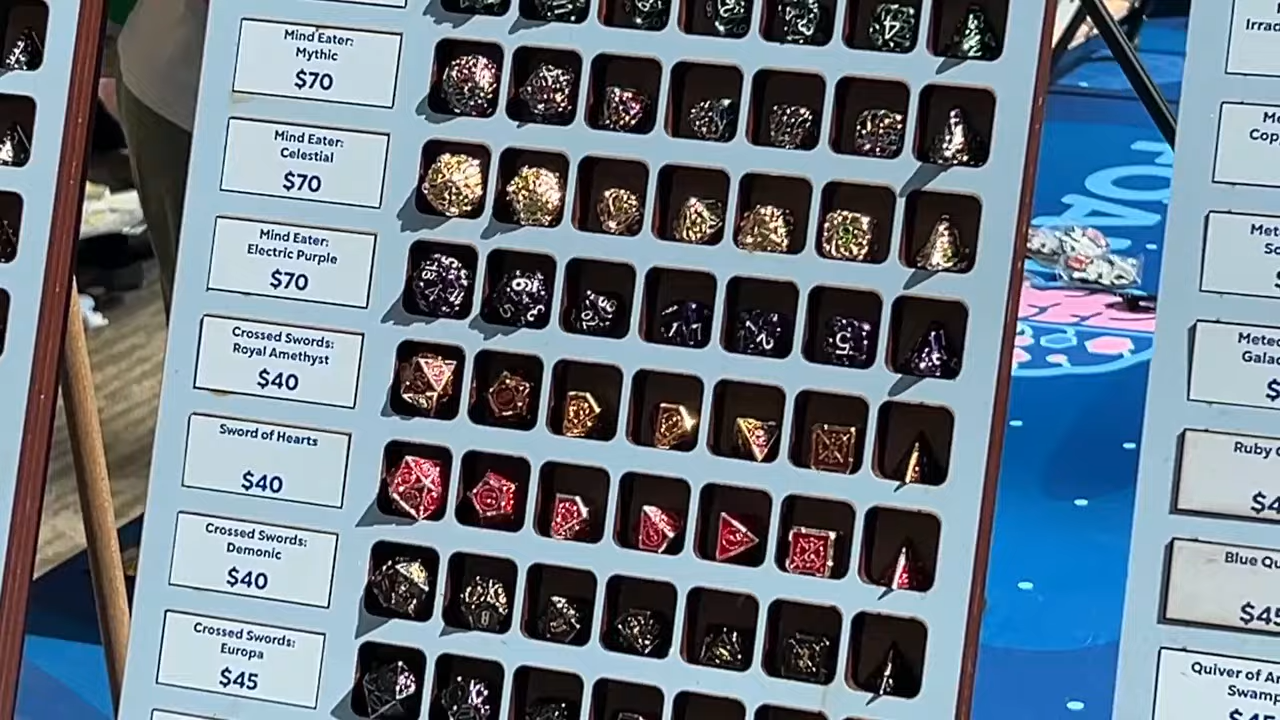 Mind Eater:
Mythic
$70
Mind Eater:
Celestial
$70
Mind Eater:
Electric Purple
$70
Crossed Swords:
Royal Amethyst
$40
Sword of Hearts
$40
Crossed Swords:
Demonic
$40
Crossed Swords:
Europa
$45
Ruby
Blue
$45
Quiver of